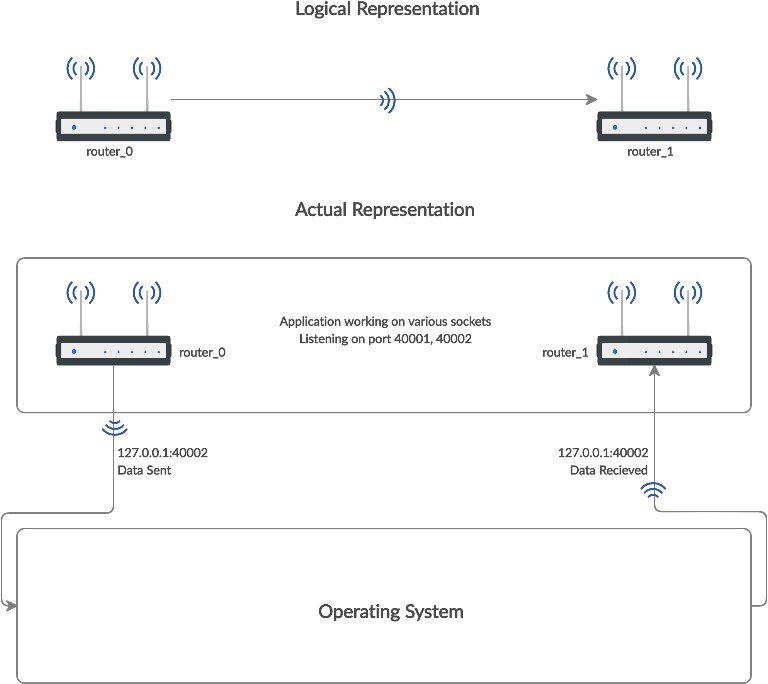 Logical Representation
router_0
router_1
Actual Representation
Application working on various sockets
Listening on port 40001, 40002
router_0
router_1
127.0.0.1:40002
Data Sent
127.0.0.1:40002
Data Recieved
Operating System